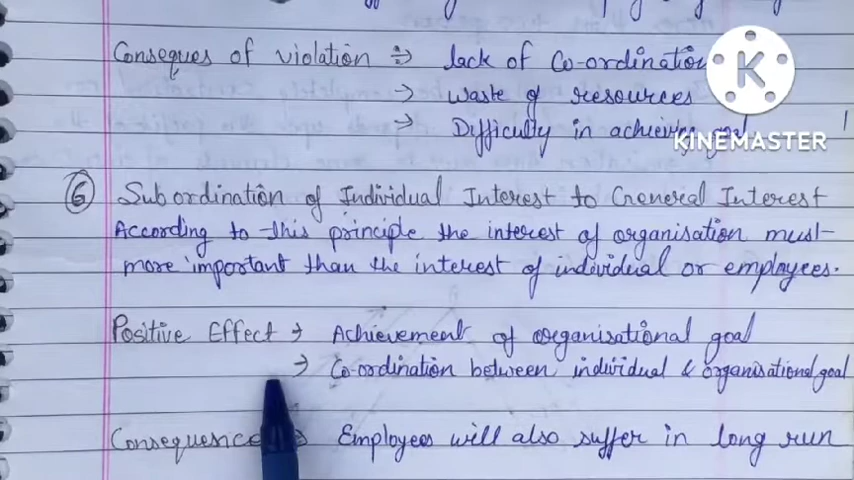 Conseques of violation ⇒ lack of Co-ordination
→ Waste of resources
→ Difficulty in achieving goal
K
KINEMASTER
⑥ Subordination of Individual Interest to General Interest
According to this principle the interest of organisation must
more important than the interest of individual or employees.
Positive Effect → Achievement of organisational goal
→ Co-ordination between individual & organisational goal
Consequence → Employees will also suffer in long run